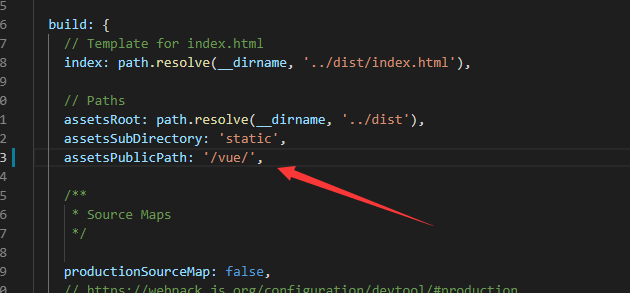 5
6 build: {
7 // Template for index.html
8 index: path.resolve(__dirname, '../dist/index.html'),
9
0 // Paths
1 assetsRoot: path.resolve(__dirname, '../dist'),
2 assetsSubDirectory: 'static',
3 assetsPublicPath: '/vue/',
4
5 /**
6 * Source Maps
7 */
8
9 productionSourceMap: false,
0 // https://webpack.js.org/configuration/devtool/#production